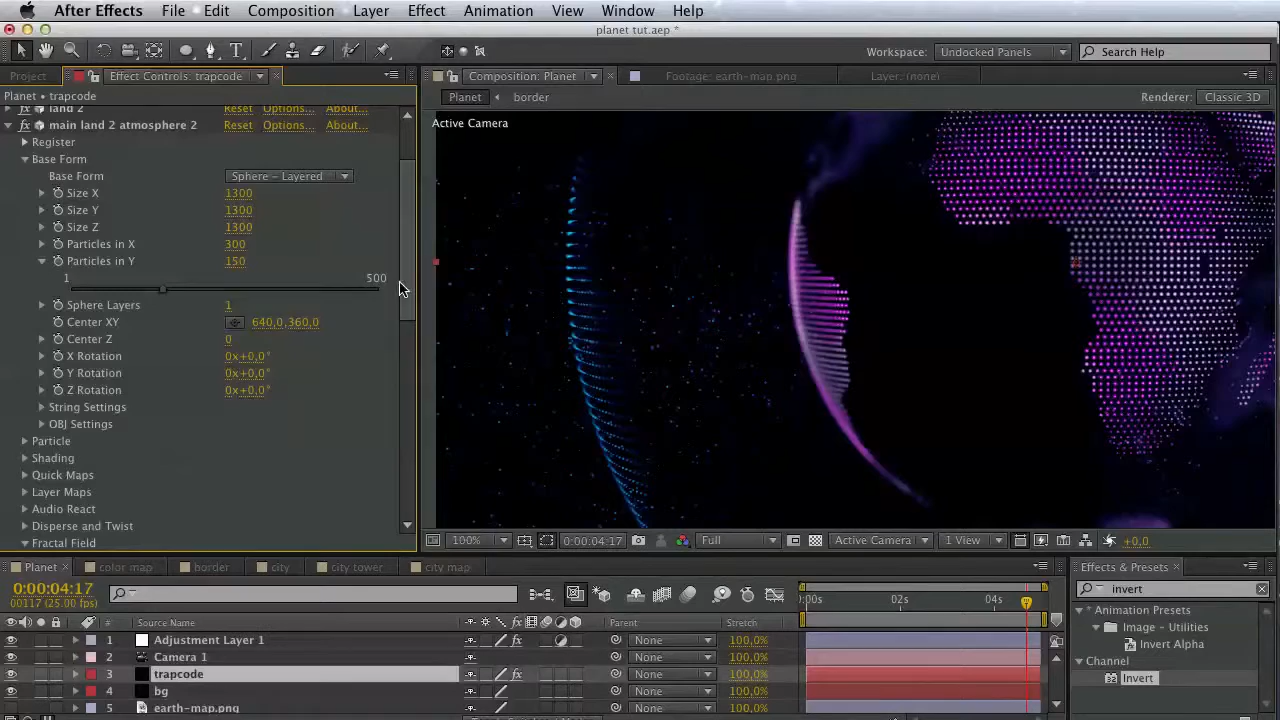 After Effects File Edit Composition Layer Effect Animation View Window Help
planet tut.aep *
Workspace: Undocked Panels Search Help
Project Effect Controls: trapcode Composition: Planet Footage: earth-map.png Layer: (none)
Planet • trapcode Planet border Renderer: Classic 3D
land 2 Reset Options... About...
main land 2 atmosphere 2 Reset Options... About...
Active Camera
Register
Base Form
Base Form Sphere - Layered
Size X 1300
Size Y 1300
Size Z 1300
Particles in X 300
Particles in Y 150
1 500
Sphere Layers 1
Center XY 640,0,360,0
Center Z 0
X Rotation 0x+0,0°
Y Rotation 0x+0,0°
Z Rotation 0x+0,0°
String Settings
OBJ Settings
Particle
Shading
Quick Maps
Layer Maps
Audio React
Disperse and Twist
Fractal Field
100% 0:00:04:17 Full Active Camera 1 View +0,0
Planet color map border city city tower city map Effects & Presets
0:00:04:17
00117 (25.00 fps)
:00s 02s 04s
invert
# Source Name Parent Stretch
* Animation Presets
Image - Utilities
Invert Alpha
Channel
Invert
1 Adjustment Layer 1 None 100,0%
2 Camera 1 None 100,0%
3 trapcode None 100,0%
4 bg None 100,0%
5 earth-map.png None 100,0%